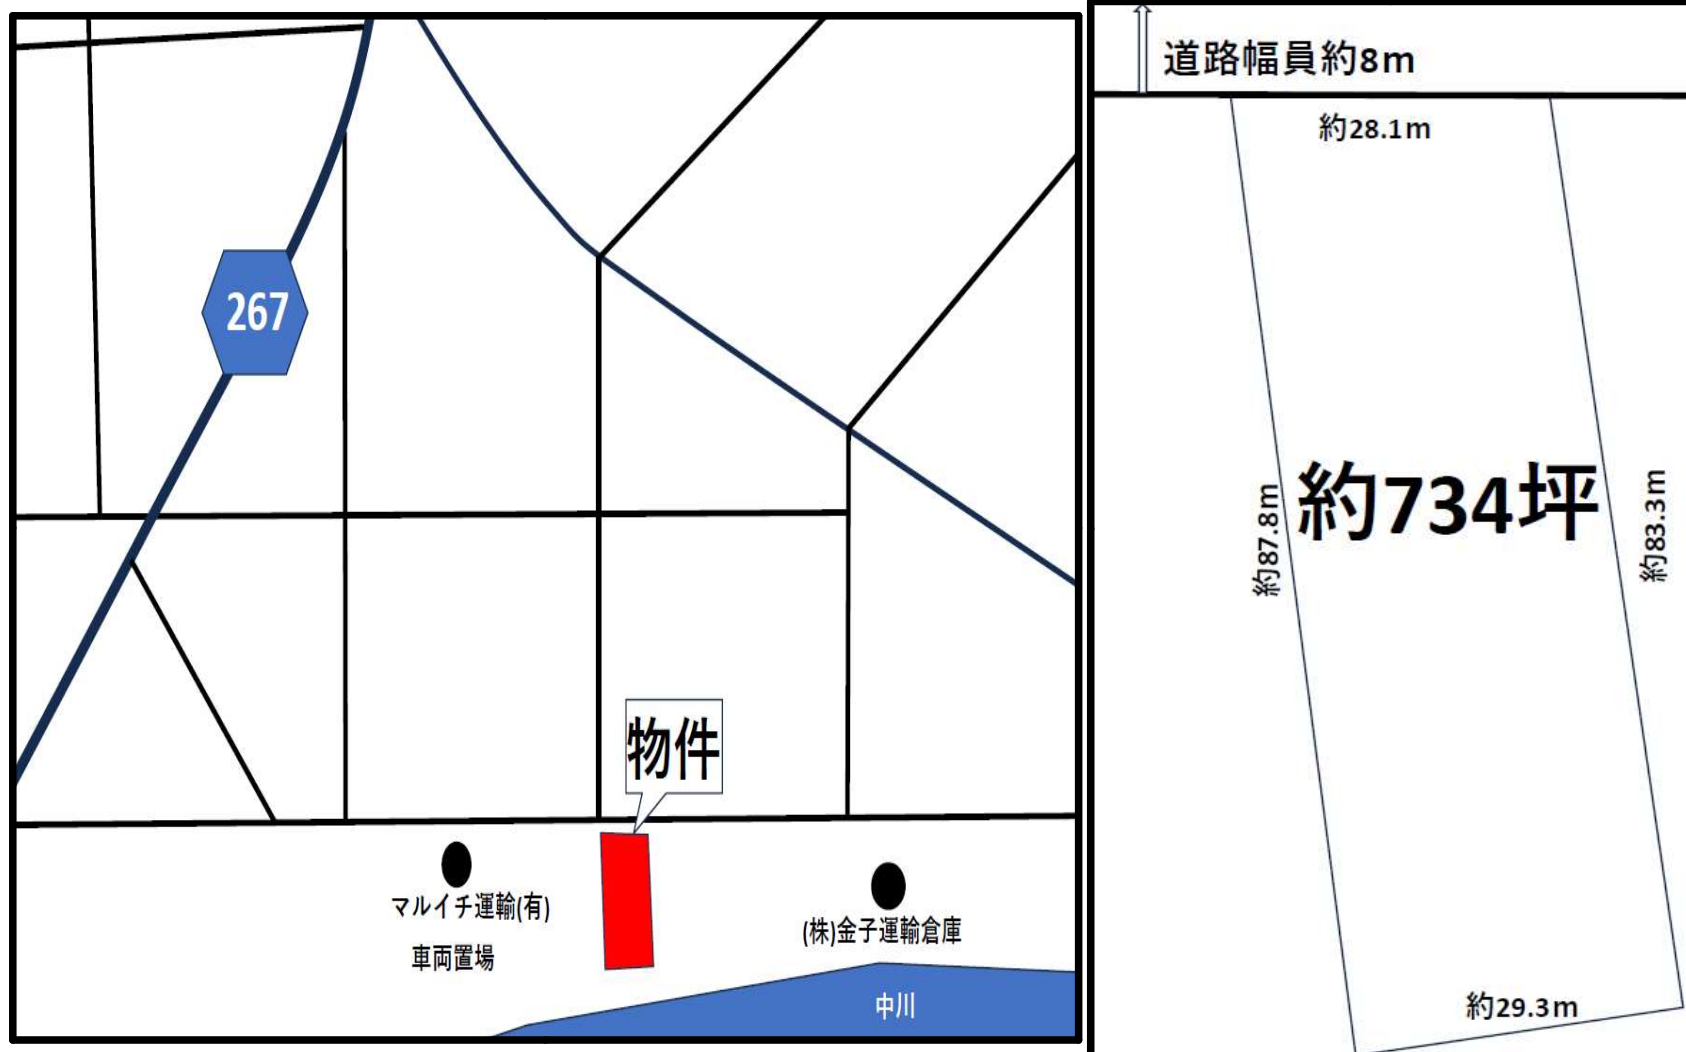 267
物件
マルイチ運輸(有)
車両置場
(株)金子運輸倉庫
中川
道路幅員約8m
約28.1m
約87.8m
約734坪
約83.3m
約29.3m